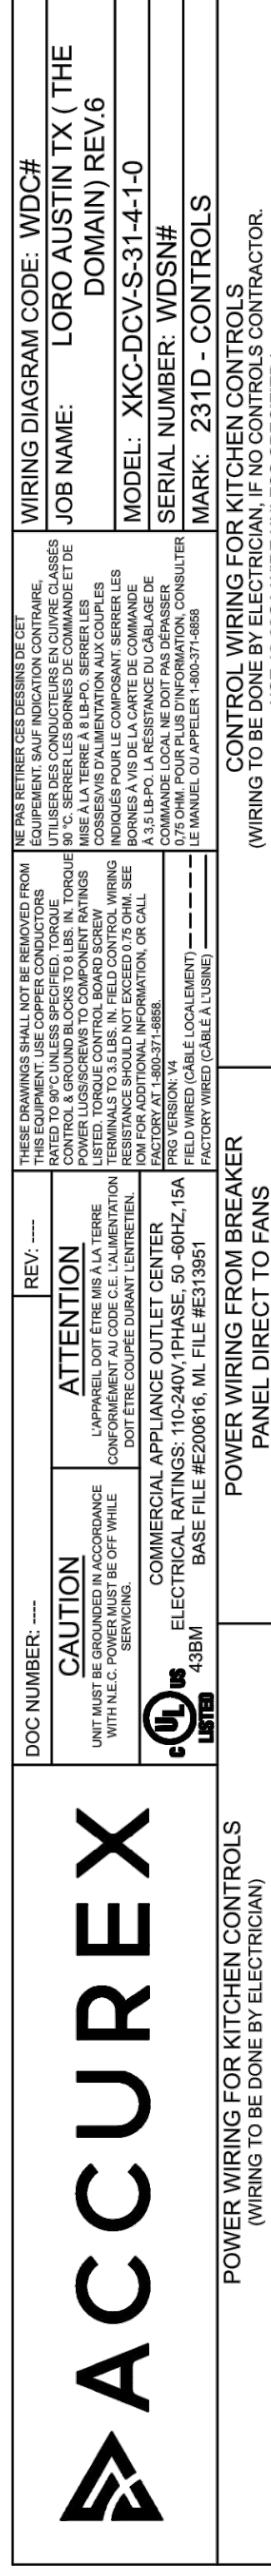 ACCUREX
DOC NUMBER: ----
REV: ----
CAUTION
UNIT MUST BE GROUNDED IN ACCORDANCE
WITH N.E.C. POWER MUST BE OFF WHILE
SERVICING.
ATTENTION
L'APPAREIL DOIT ÊTRE MIS À LA TERRE
CONFORMÉMENT AU CODE C.E. L'ALIMENTATION
DOIT ÊTRE COUPÉE DURANT L'ENTRETIEN.
C UL US
LISTED
43BM
COMMERCIAL APPLIANCE OUTLET CENTER
ELECTRICAL RATINGS: 110-240V,1PHASE, 50 -60HZ,15A
BASE FILE #E200616, ML FILE #E313951
THESE DRAWINGS SHALL NOT BE REMOVED FROM
THIS EQUIPMENT. USE COPPER CONDUCTORS
RATED TO 90°C UNLESS SPECIFIED. TORQUE
CONTROL & GROUND BLOCKS TO 8 LBS. IN. TORQUE
POWER LUGS/SCREWS TO COMPONENT RATINGS
LISTED. TORQUE CONTROL BOARD SCREW
TERMINALS TO 3.5 LBS. IN. FIELD CONTROL WIRING
RESISTANCE SHOULD NOT EXCEED 0.75 OHM. SEE
IOM FOR ADDITIONAL INFORMATION, OR CALL
FACTORY AT 1-800-371-6858.
PRG VERSION: V4
FIELD WIRED (CÂBLÉ LOCALEMENT)
FACTORY WIRED (CÂBLÉ À L'USINE)
NE PAS RETIRER CES DESSINS DE CET
ÉQUIPEMENT. SAUF INDICATION CONTRAIRE,
UTILISER DES CONDUCTEURS EN CUIVRE CLASSÉS
90 °C. SERRER LES BORNES DE COMMANDE ET DE
MISE À LA TERRE À 8 LB-PO. SERRER LES
COSSES/VIS D'ALIMENTATION AUX COUPLES
INDIQUÉS POUR LE COMPOSANT. SERRER LES
BORNES À VIS DE LA CARTE DE COMMANDE
À 3,5 LB-PO. LA RÉSISTANCE DU CÂBLAGE DE
COMMANDE LOCAL NE DOIT PAS DÉPASSER
0,75 OHM. POUR PLUS D'INFORMATION, CONSULTER
LE MANUEL OU APPELER 1-800-371-6858
WIRING DIAGRAM CODE: WDC#
JOB NAME: LORO AUSTIN TX ( THE
DOMAIN) REV.6
MODEL: XKC-DCV-S-31-4-1-0
SERIAL NUMBER: WDSN#
MARK: 231D - CONTROLS
POWER WIRING FOR KITCHEN CONTROLS
(WIRING TO BE DONE BY ELECTRICIAN)
POWER WIRING FROM BREAKER
PANEL DIRECT TO FANS
CONTROL WIRING FOR KITCHEN CONTROLS
(WIRING TO BE DONE BY ELECTRICIAN, IF NO CONTROLS CONTRACTOR.